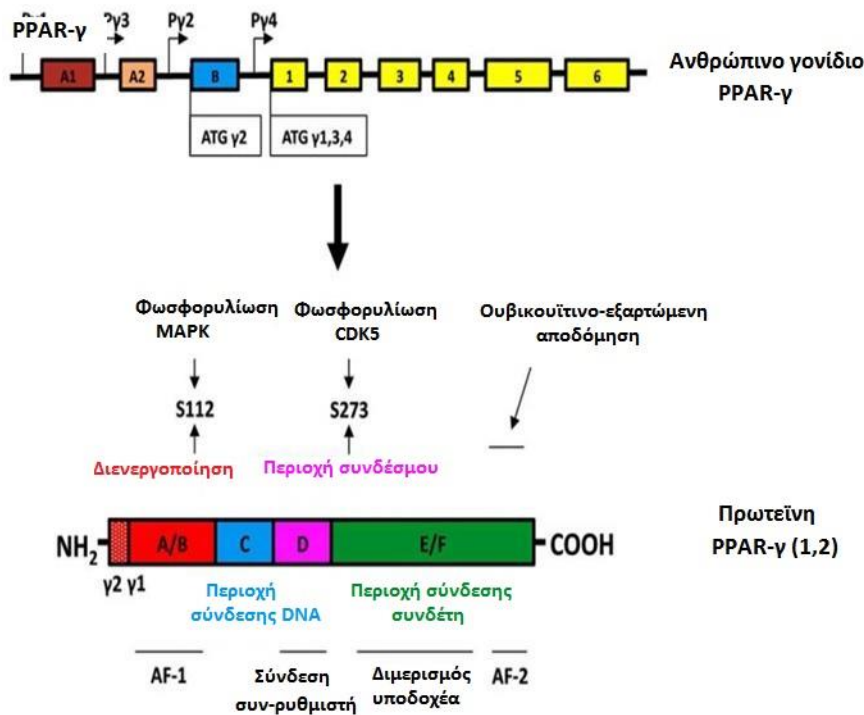 PPAR-γ
Pγ3
Pγ2
Pγ4
A1
A2
B
1
2
3
4
5
6
Ανθρώπινο γονίδιο
PPAR-γ
ATG γ2
ATG γ1,3,4
Φωσφορυλίωση
MAPK
Φωσφορυλίωση
CDK5
Ουβικουϊτινο-εξαρτώμενη
αποδόμηση
S112
S273
Διενεργοποίηση
Περιοχή συνδέσμου
NH2
A/B
C
D
E/F
COOH
Πρωτεϊνη
PPAR-γ (1,2)
γ2 γ1
Περιοχή
σύνδεσης DNA
Περιοχή σύνδεσης
συνδέτη
AF-1
Σύνδεση
συν-ρυθμιστή
Διμερισμός
υποδοχέα
AF-2